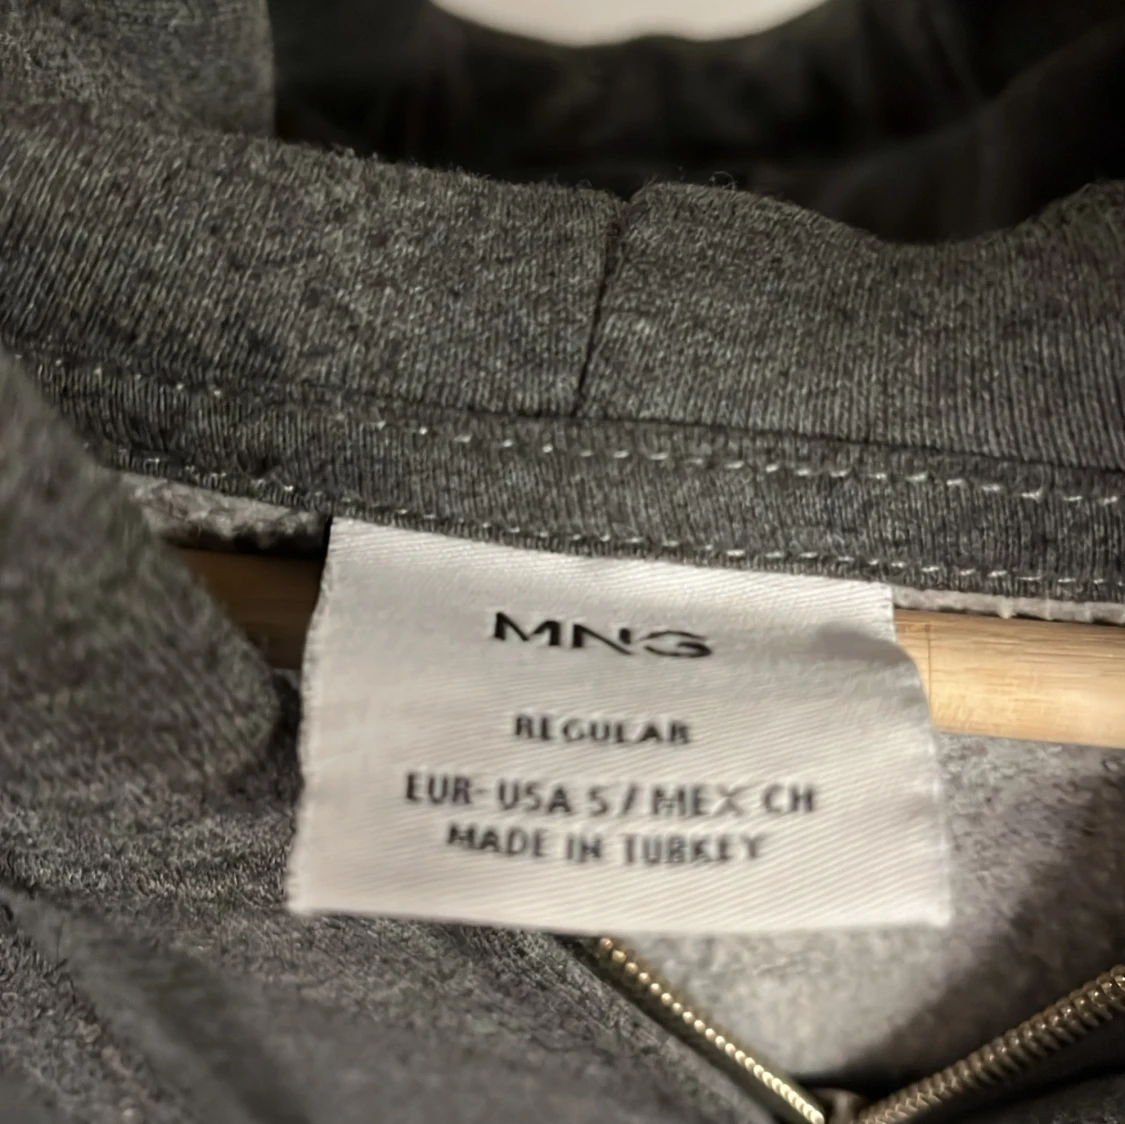 MNG
REGULAR
EUR-USA S / MEX CH
MADE IN TURKEY